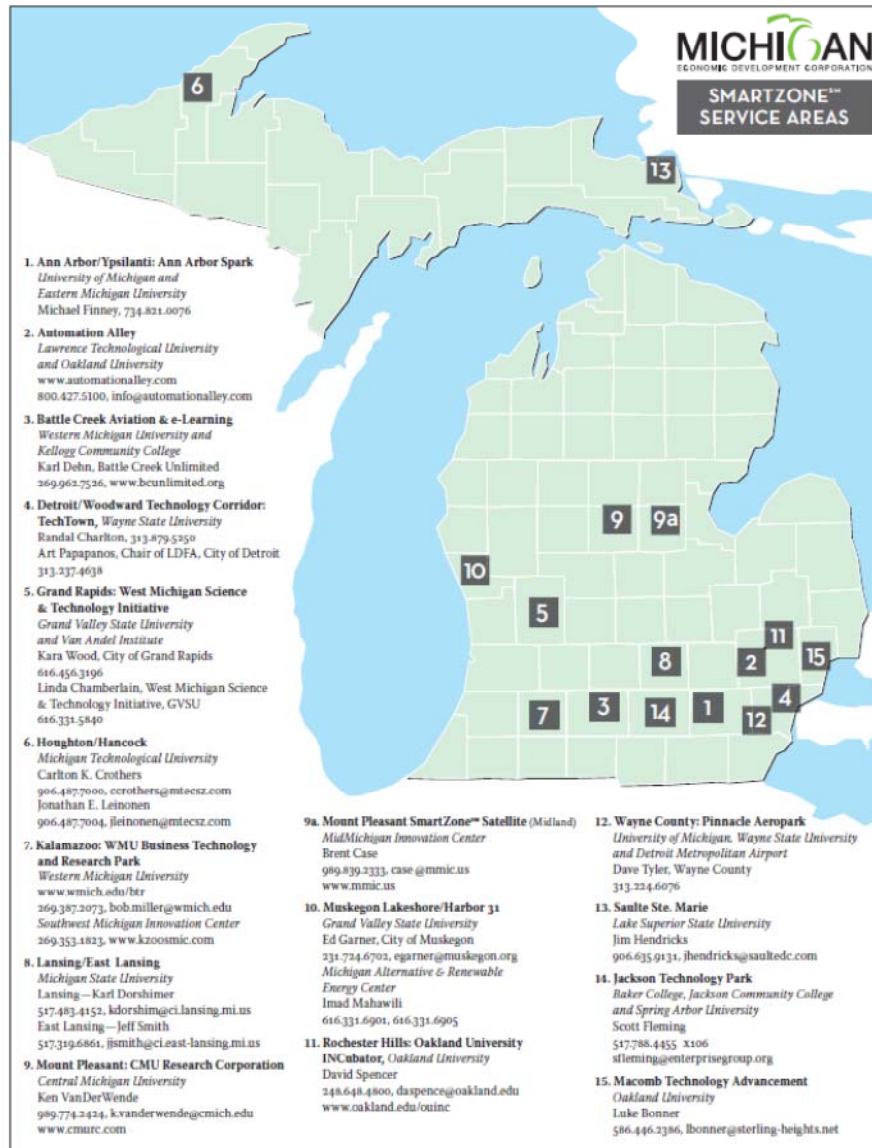 MICHIGAN
ECONOMIC DEVELOPMENT CORPORATION
SMARTZONE℠
SERVICE AREAS
6
13
9
9a
10
5
11
8
2
15
7
3
14
1
12
4
1. Ann Arbor/Ypsilanti: Ann Arbor Spark
University of Michigan and
Eastern Michigan University
Michael Finney, 734.821.0076
2. Automation Alley
Lawrence Technological University
and Oakland University
www.automationalley.com
800.427.5100, info@automationalley.com
3. Battle Creek Aviation & e-Learning
Western Michigan University and
Kellogg Community College
Karl Dehn, Battle Creek Unlimited
269.962.7526, www.bcunlimited.org
4. Detroit/Woodward Technology Corridor:
TechTown, Wayne State University
Randal Charlton, 313.879.5250
Art Papapanos, Chair of LDFA, City of Detroit
313.237.4638
5. Grand Rapids: West Michigan Science
& Technology Initiative
Grand Valley State University
and Van Andel Institute
Kara Wood, City of Grand Rapids
616.456.3196
Linda Chamberlain, West Michigan Science
& Technology Initiative, GVSU
616.331.5840
6. Houghton/Hancock
Michigan Technological University
Carlton K. Crothers
906.487.7000, ccrothers@mtecsz.com
Jonathan E. Leinonen
906.487.7004, jleinonen@mtecsz.com
7. Kalamazoo: WMU Business Technology
and Research Park
Western Michigan University
www.wmich.edu/btr
269.387.2073, bob.miller@wmich.edu
Southwest Michigan Innovation Center
269.353.1823, www.kzoosmic.com
8. Lansing/East Lansing
Michigan State University
Lansing—Karl Dorshimer
517.483.4152, kdorshim@ci.lansing.mi.us
East Lansing—Jeff Smith
517.319.6861, jjsmith@ci.east-lansing.mi.us
9. Mount Pleasant: CMU Research Corporation
Central Michigan University
Ken VanDerWende
989.774.2424, k.vanderwende@cmich.edu
www.cmurc.com
9a. Mount Pleasant SmartZone℠ Satellite (Midland)
MidMichigan Innovation Center
Brent Case
989.839.2333, case @mmic.us
www.mmic.us
10. Muskegon Lakeshore/Harbor 31
Grand Valley State University
Ed Garner, City of Muskegon
231.724.6702, egarner@muskegon.org
Michigan Alternative & Renewable
Energy Center
Imad Mahawili
616.331.6901, 616.331.6905
11. Rochester Hills: Oakland University
INCubator, Oakland University
David Spencer
248.648.4800, daspence@oakland.edu
www.oakland.edu/ouinc
12. Wayne County: Pinnacle Aeropark
University of Michigan, Wayne State University
and Detroit Metropolitan Airport
Dave Tyler, Wayne County
313.224.6076
13. Saulte Ste. Marie
Lake Superior State University
Jim Hendricks
906.635.9131, jhendricks@saultedc.com
14. Jackson Technology Park
Baker College, Jackson Community College
and Spring Arbor University
Scott Fleming
517.788.4455 x106
sfleming@enterprisegroup.org
15. Macomb Technology Advancement
Oakland University
Luke Bonner
586.446.2386, lbonner@sterling-heights.net